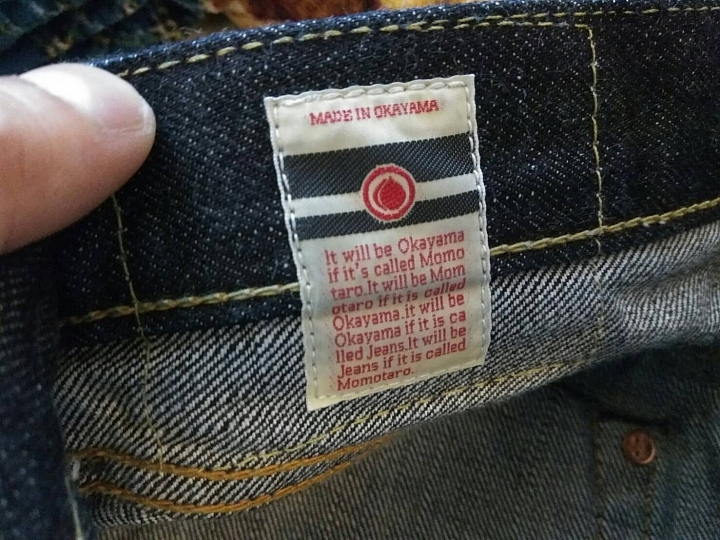 MADE IN OKAYAMA
It will be Okayama
if it's called Momo
taro.It will be Mom
otaro if it is called
Okayama.it will be
Okayama if it is ca
lled Jeans.It will be
Jeans if it is called
Momotaro.